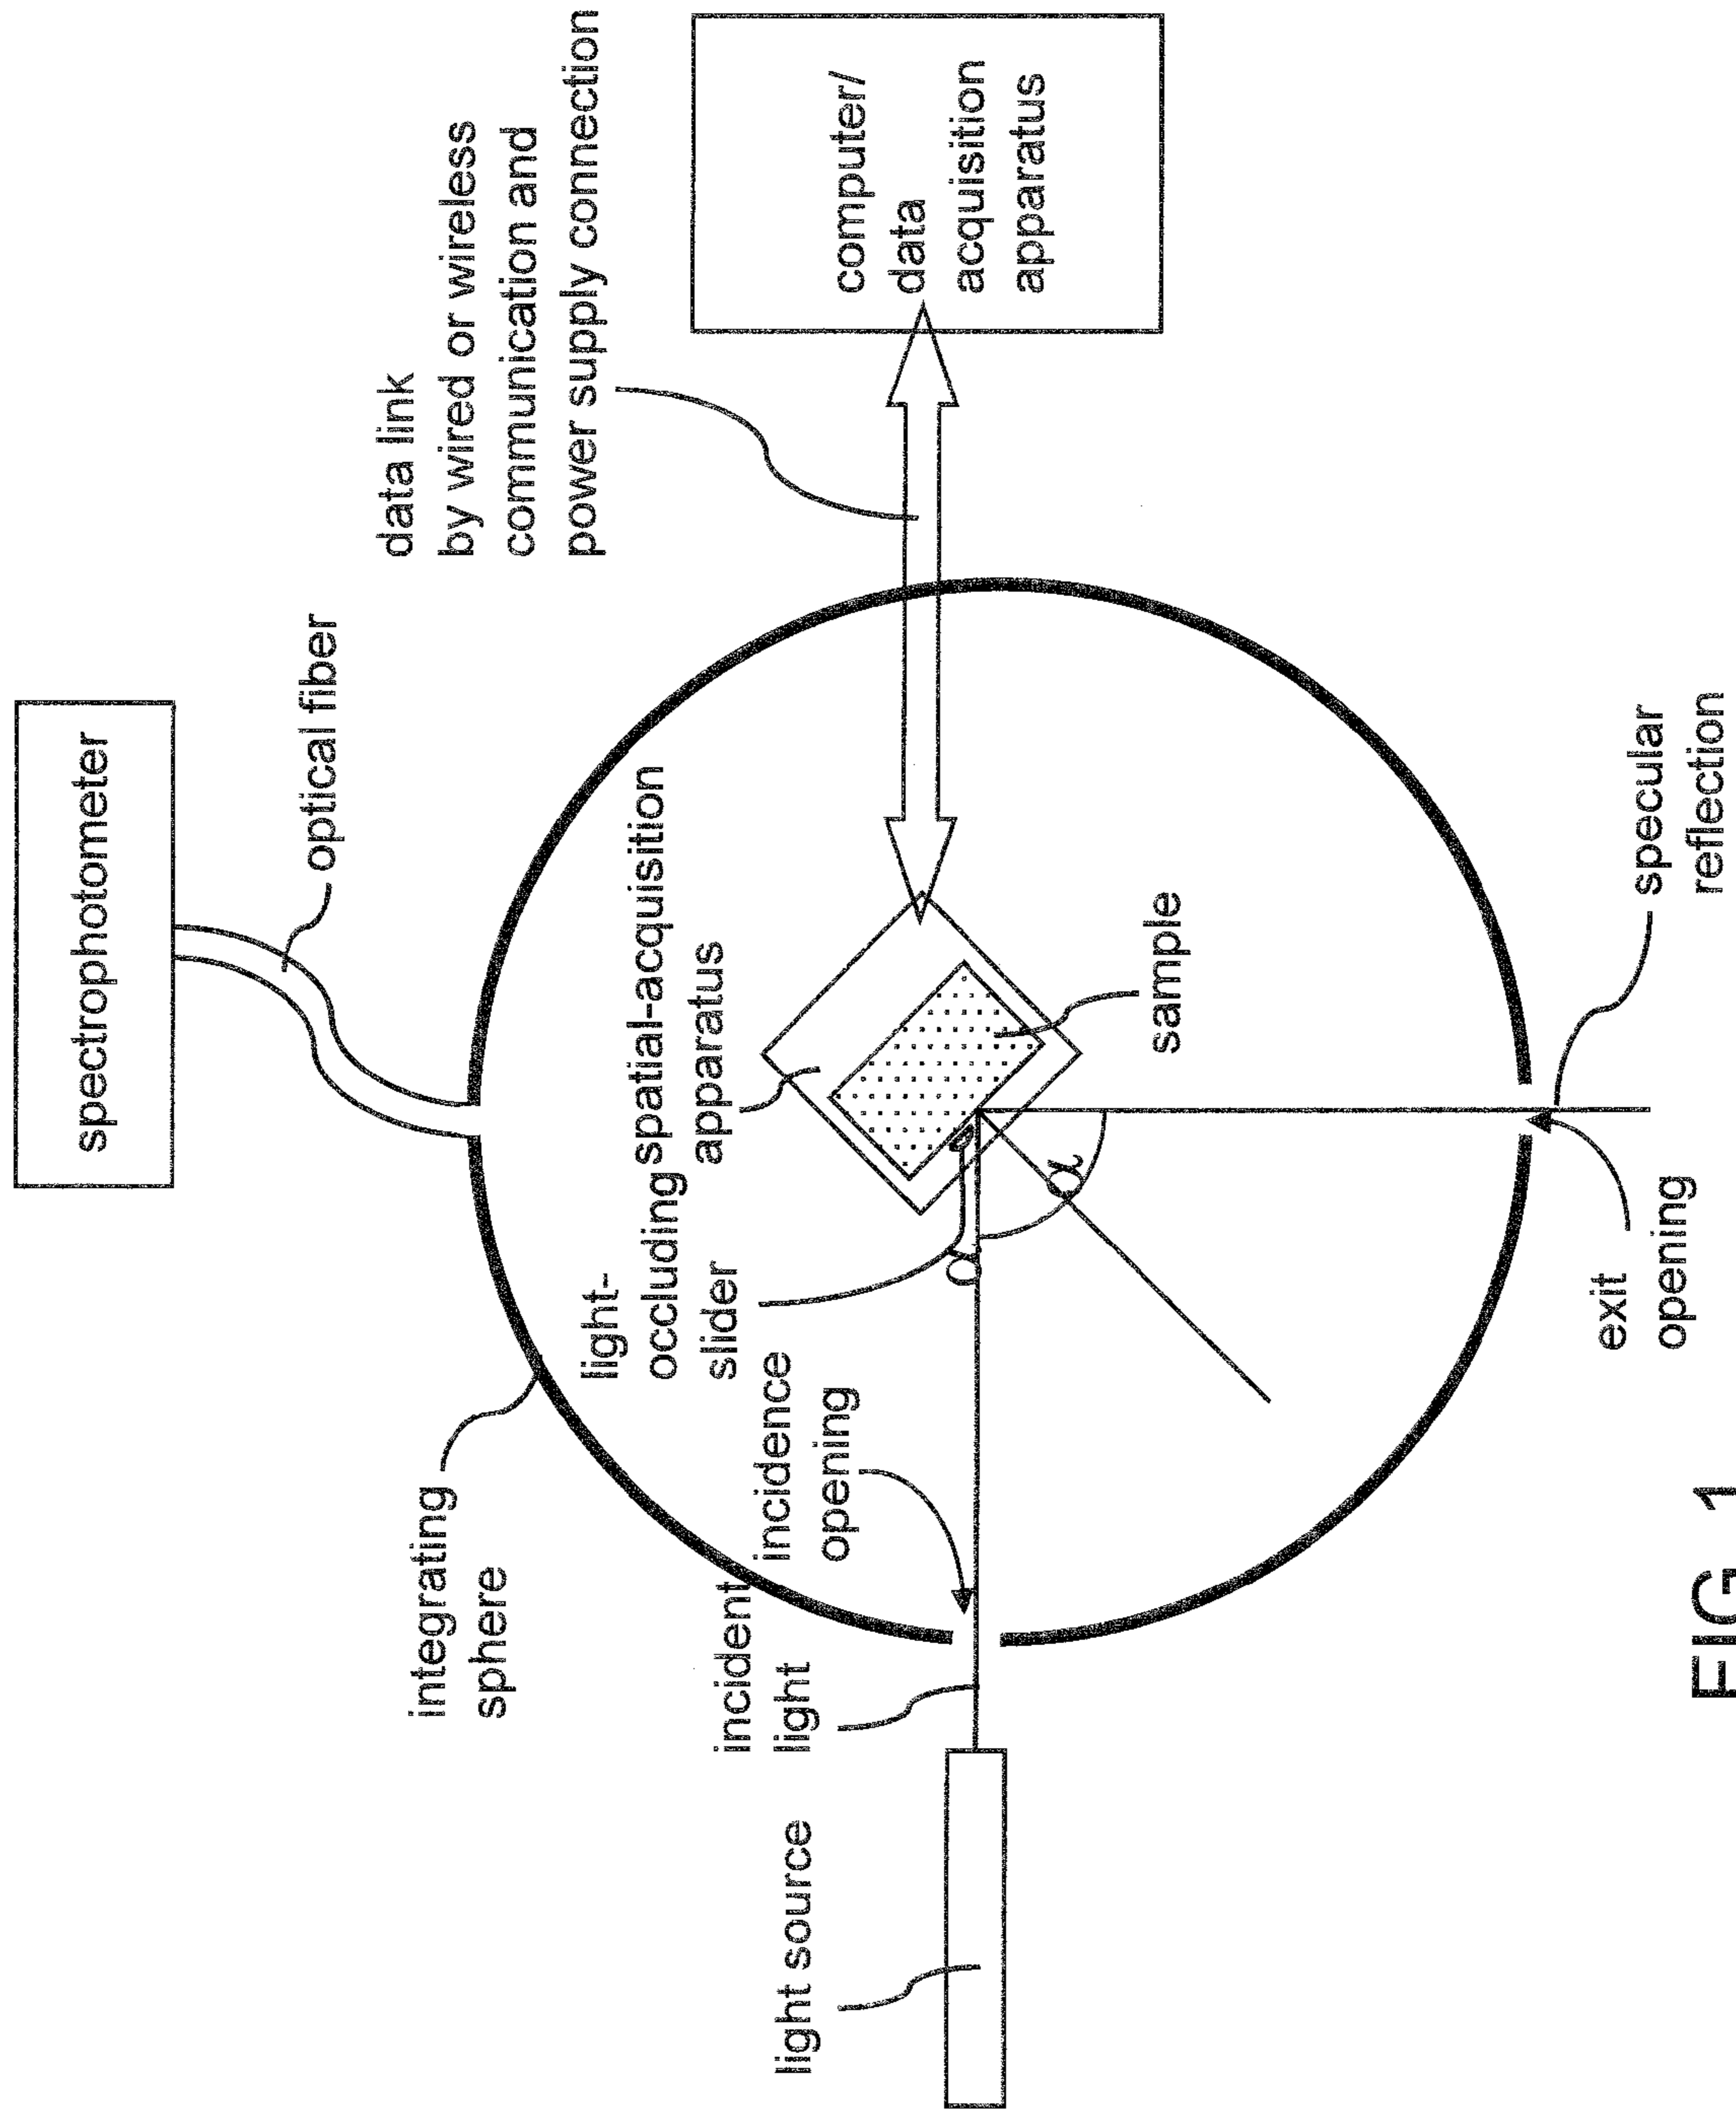 spectrophotometer
optical fiber
data link
by wired or wireless
communication and
power supply connection
integrating
sphere
light-
occluding
slider
spatial-acquisition
apparatus
incidence
opening
incident
light
light source
computer/
data
acquisition
apparatus
sample
α
specular
reflection
exit
opening
FIG 1